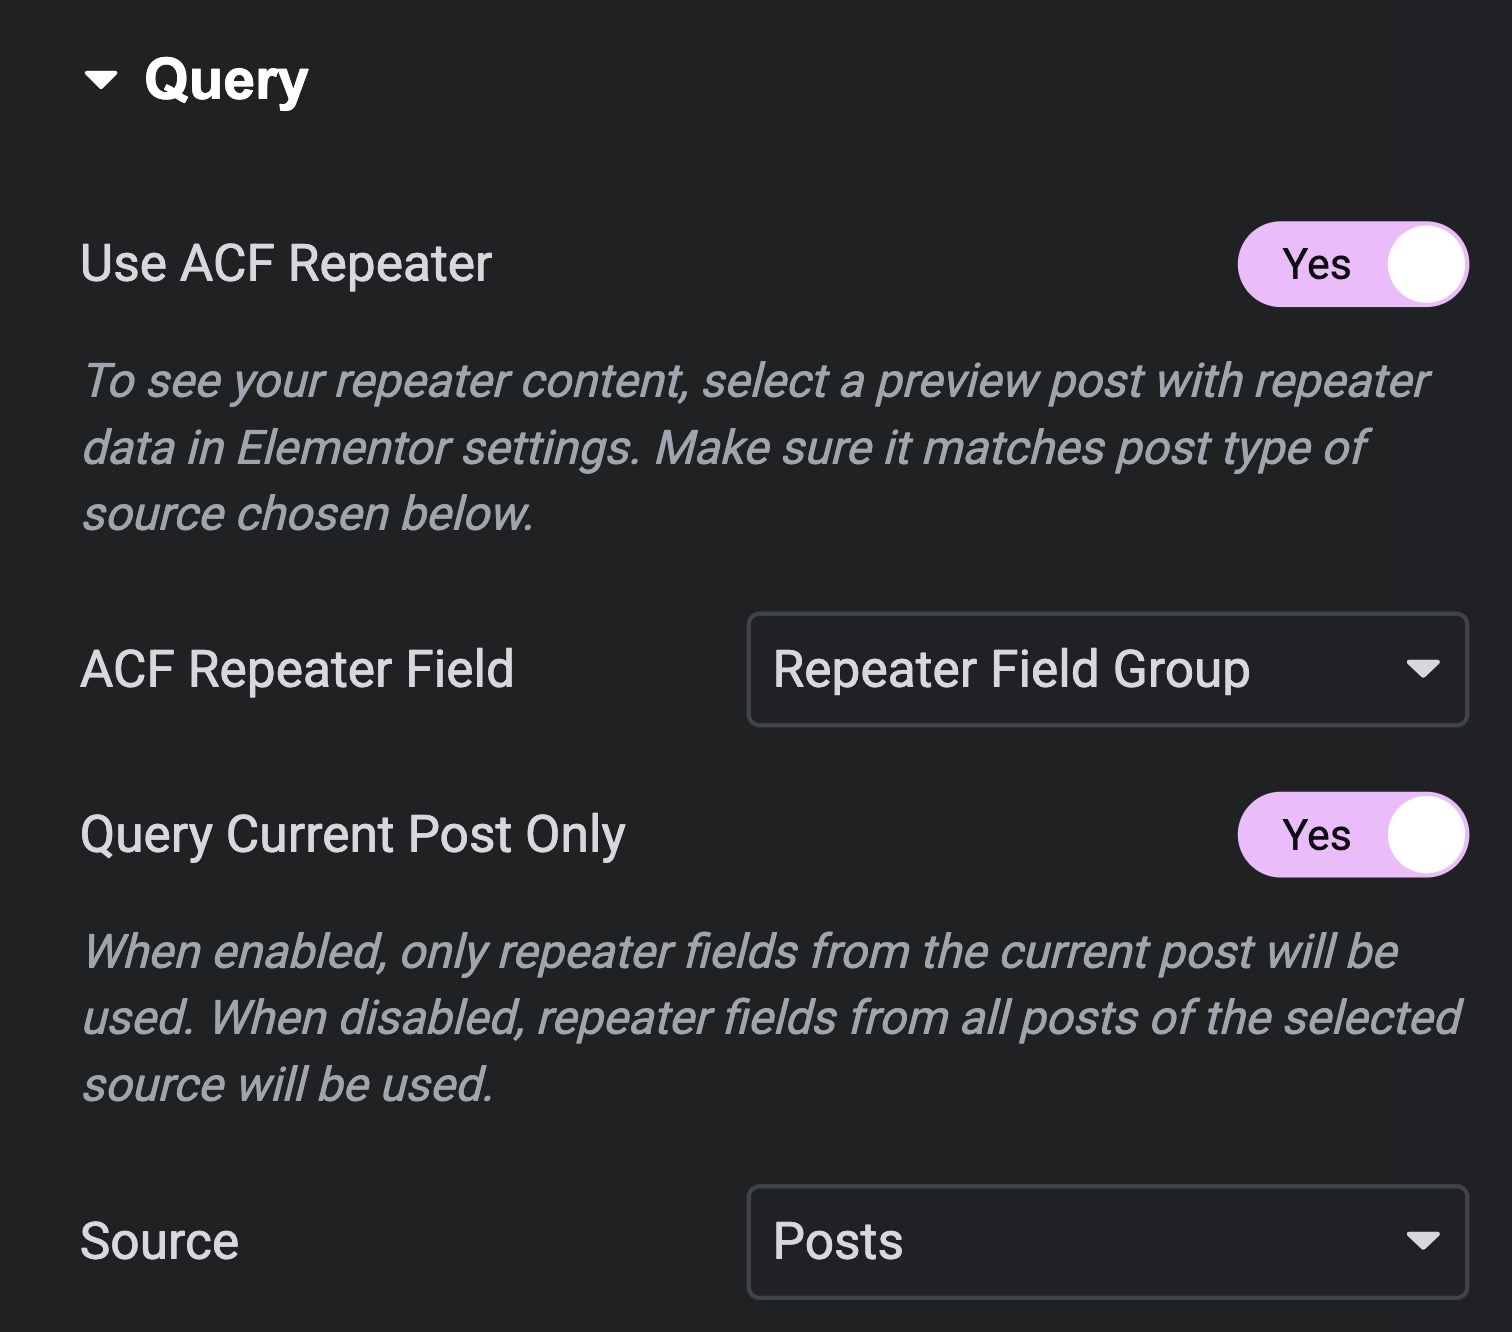 Query
Use ACF Repeater
Yes
To see your repeater content, select a preview post with repeater
data in Elementor settings. Make sure it matches post type of
source chosen below.
ACF Repeater Field
Repeater Field Group
Query Current Post Only
Yes
When enabled, only repeater fields from the current post will be
used. When disabled, repeater fields from all posts of the selected
source will be used.
Source
Posts